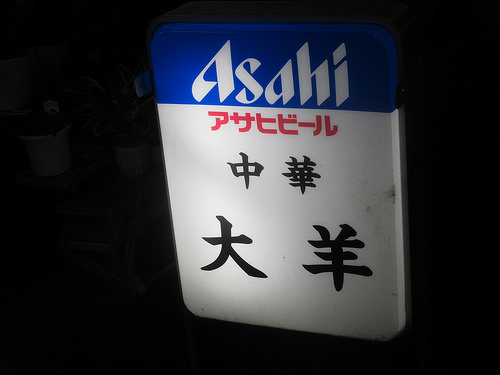 Asahi
アサヒビール
中華
大羊